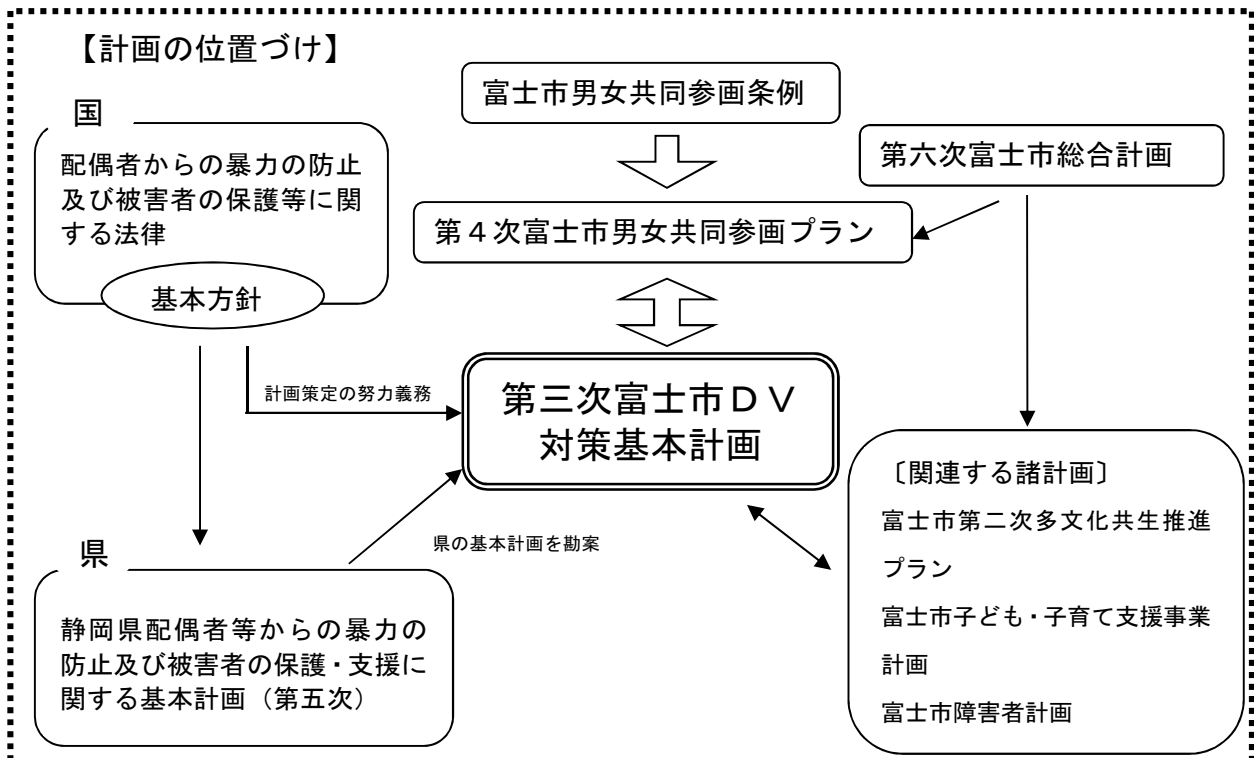 【計画の位置づけ】
国
配偶者からの暴力の防止
及び被害者の保護等に関
する法律
基本方針
富士市男女共同参画条例
第六次富士市総合計画
第４次富士市男女共同参画プラン
計画策定の努力義務
第三次富士市ＤＶ
対策基本計画
県の基本計画を勘案
県
静岡県配偶者等からの暴力の
防止及び被害者の保護・支援に
関する基本計画（第五次）
〔関連する諸計画〕
富士市第二次多文化共生推進
プラン
富士市子ども・子育て支援事業
計画
富士市障害者計画